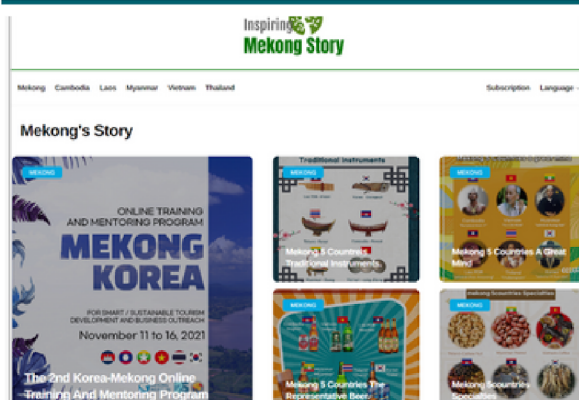 Inspiring
Mekong Story
Mekong Cambodia Laos Myanmar Vietnam Thailand
Subscription Language
Mekong's Story
MEKONG
ONLINE TRAINING
AND MENTORING PROGRAM
MEKONG
KOREA
FOR SMART / SUSTAINABLE TOURISM
DEVELOPMENT AND BUSINESS OUTREACH
November 11 to 16, 2021
The 2nd Korea-Mekong Online
Training And Mentoring Program
Traditional Instruments
MEKONG
Mekong 5 Countries
Traditional Instruments
MEKONG
Mekong 5 Countries A Great
Mind
MEKONG
Mekong 5 Countries The
Representative Beer
Mekong 5countries Specialties
MEKONG
Mekong 5countries
Specialties